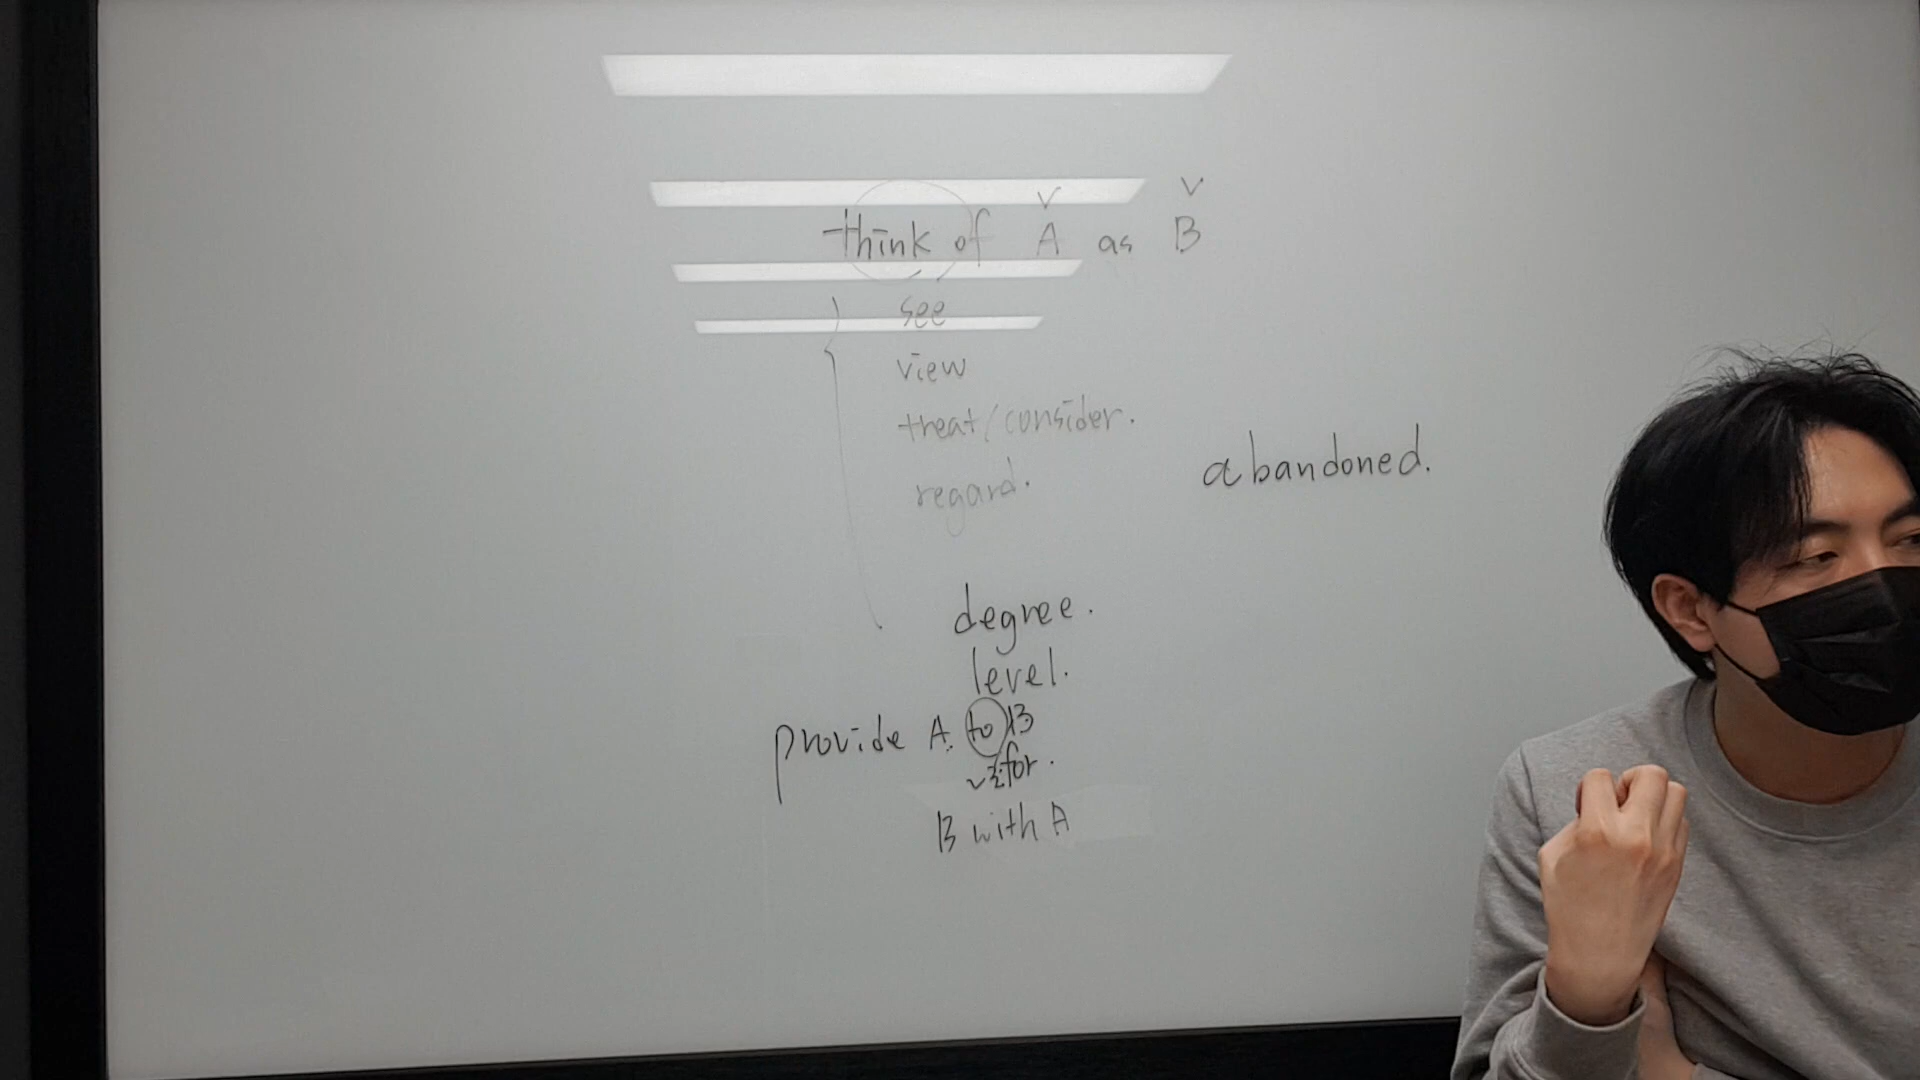 think of A as B
see
view
treat/consider.
regard.
abandoned.
degree.
level.
provide A to B
for.
B with A